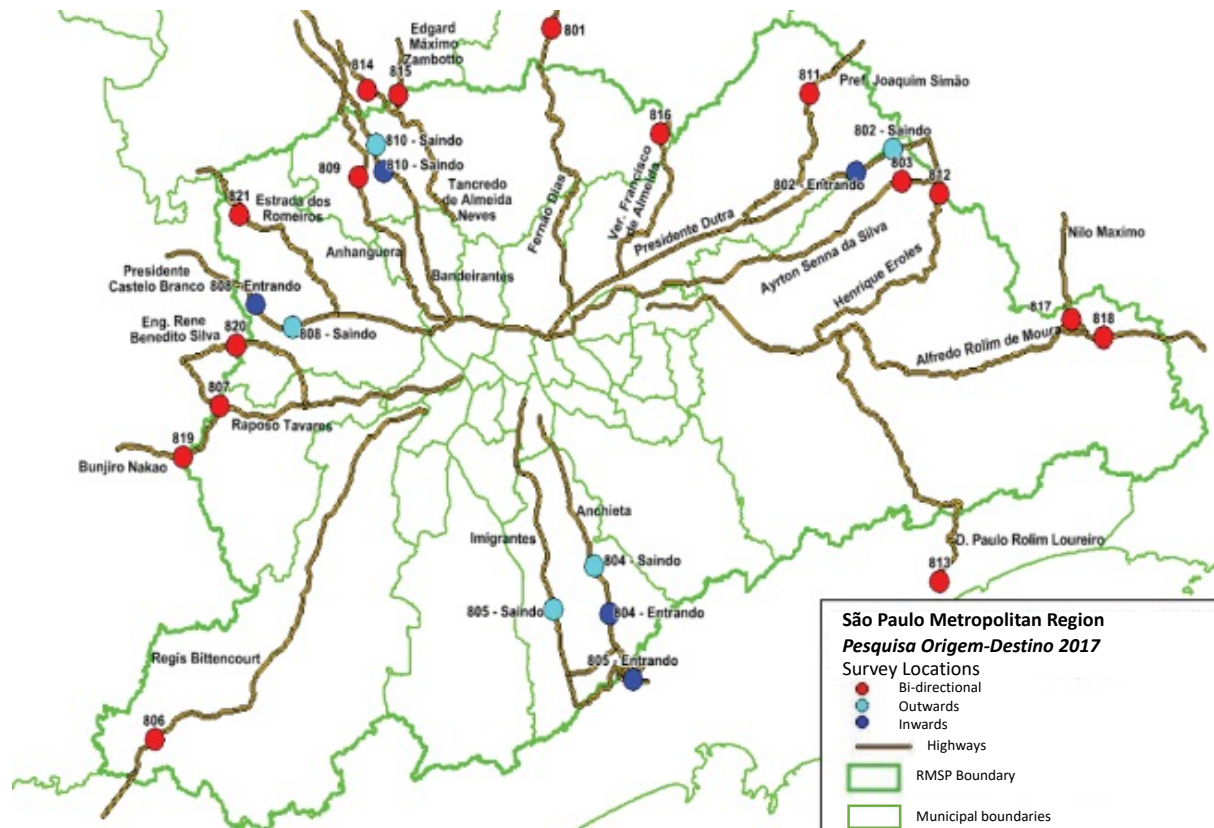 Edgard
Máximo
Zambotto
801
814
815
811
Pref. Joaquim Simão
816
802 - Saindo
810 - Saindo
810 - Saindo
809
803
802 - Entrando
812
821
Estrada dos
Romeiros
Tancredo
de Almeida
Neves
Fernão Dias
Ver. Francisco
de Almeida
Presidente Dutra
Nilo Maximo
Anhanguera
Bandeirantes
Ayrton Senna da Silva
Henrique Eroles
Presidente
Castelo Branco
808 - Entrando
Eng. Rene
Benedito Silva
820
808 - Saindo
817
818
Alfredo Rolim de Moura
807
Raposo Tavares
819
Bunjiro Nakao
Anchieta
Imigrantes
D. Paulo Rolim Loureiro
804 - Saindo
813
805 - Saindo
804 - Entrando
Regis Bittencourt
805 - Entrando
806
São Paulo Metropolitan Region
Pesquisa Origem-Destino 2017
Survey Locations
Bi-directional
Outwards
Inwards
Highways
RMSP Boundary
Municipal boundaries